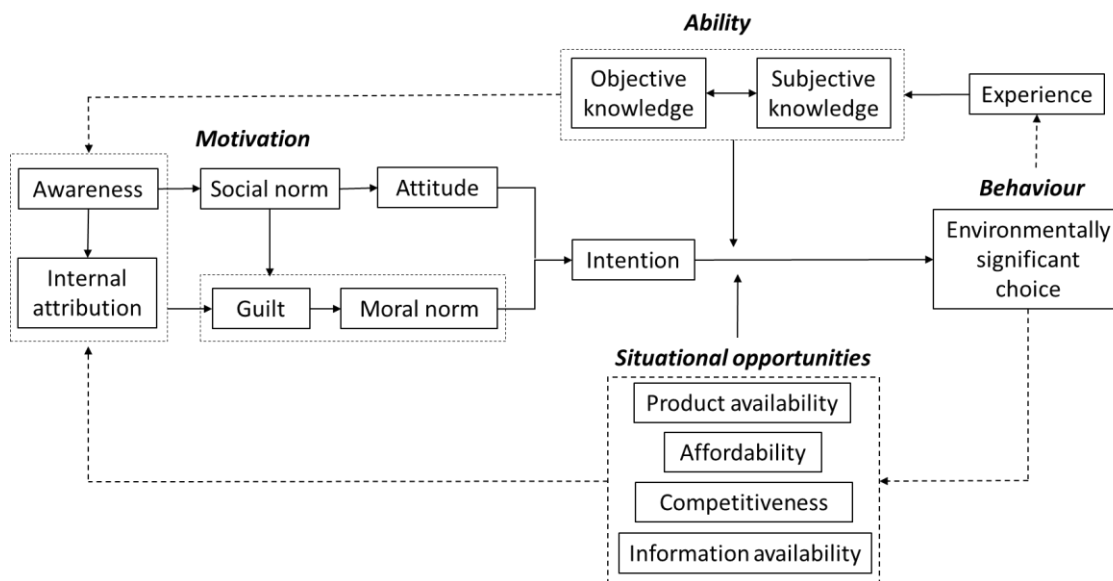 Ability
Objective
knowledge
Subjective
knowledge
Experience
Motivation
Awareness
Social norm
Attitude
Behaviour
Environmentally
significant
choice
Intention
Internal
attribution
Guilt
Moral norm
Situational opportunities
Product availability
Affordability
Competitiveness
Information availability